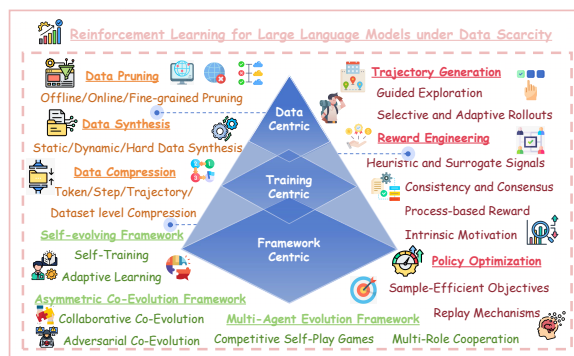 Reinforcement Learning for Large Language Models under Data Scarcity
Data Pruning
Offline/Online/Fine-grained Pruning
Data Synthesis
Static/Dynamic/Hard Data Synthesis
Data Compression
Token/Step/Trajectory/
Dataset level Compression
Self-evolving Framework
Self-Training
Adaptive Learning
Asymmetric Co-Evolution Framework
Collaborative Co-Evolution
Adversarial Co-Evolution
Data
Centric
Training
Centric
Framework
Centric
Trajectory Generation
Guided Exploration
Selective and Adaptive Rollouts
Reward Engineering
Heuristic and Surrogate Signals
Consistency and Consensus
Process-based Reward
Intrinsic Motivation
Policy Optimization
Sample-Efficient Objectives
Replay Mechanisms
Multi-Agent Evolution Framework
Competitive Self-Play Games
Multi-Role Cooperation